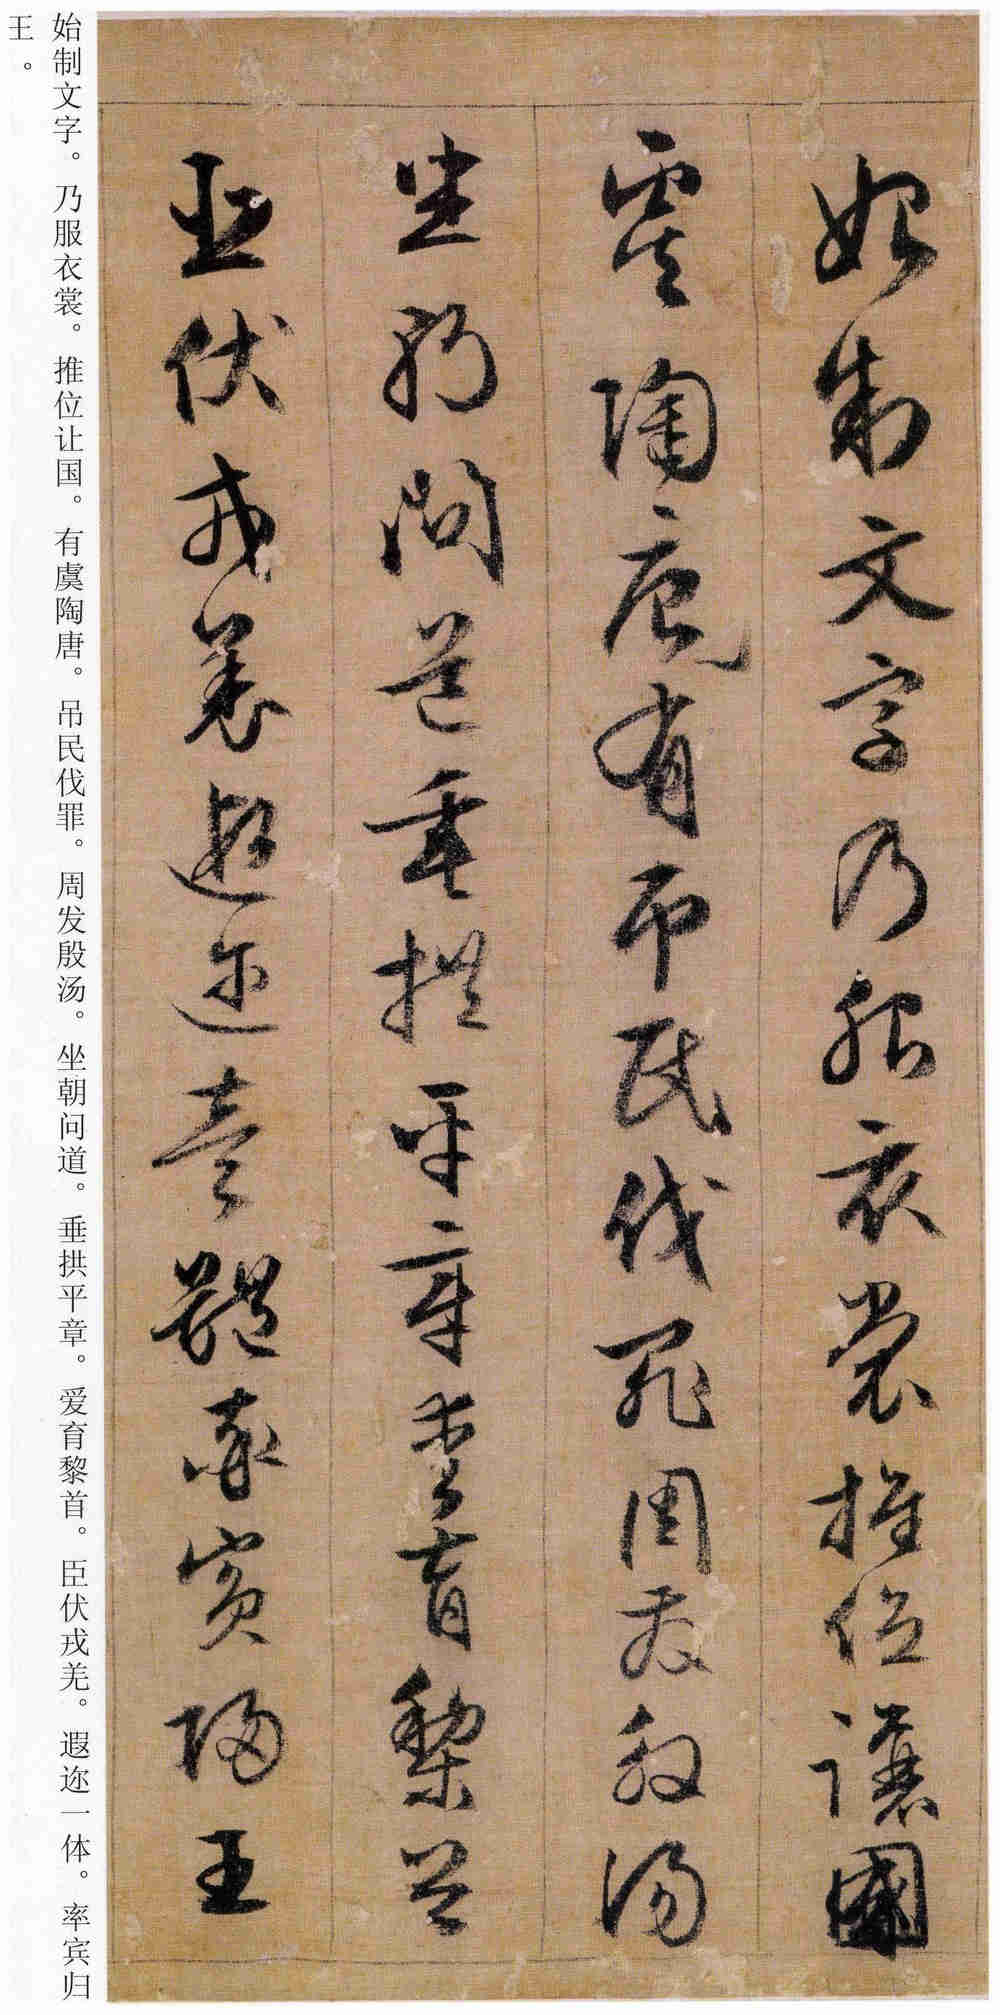 始制文字乃服衣裳推位讓國
虞陶唐有吊民伐罪周發殷湯
坐朝問道垂拱平章愛育黎首
臣伏戎羌遐迩壹體率賓歸王
始制文字。乃服衣裳。推位让国。有虞陶唐。吊民伐罪。周发殷汤。坐朝问道。垂拱平章。爱育黎首。臣伏戎羌。遐迩一体。率宾归
王。